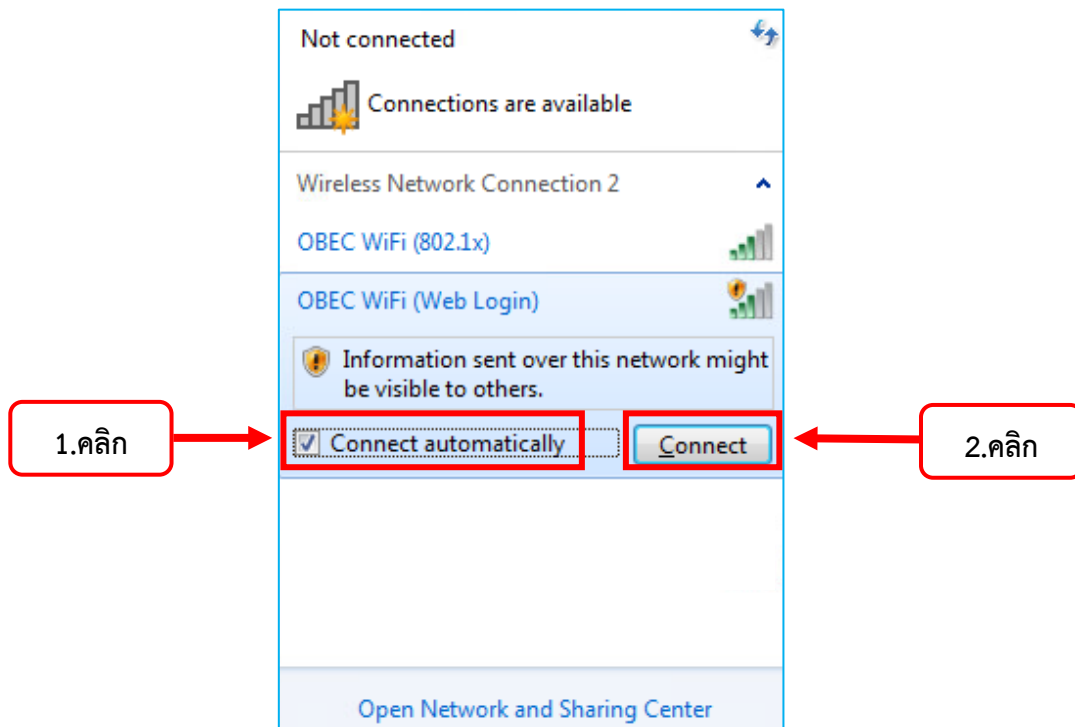 Not connected
Connections are available
Wireless Network Connection 2
OBEC WiFi (802.1x)
OBEC WiFi (Web Login)
Information sent over this network might
be visible to others.
1.คลิก
Connect automatically
Connect
2.คลิก
Open Network and Sharing Center